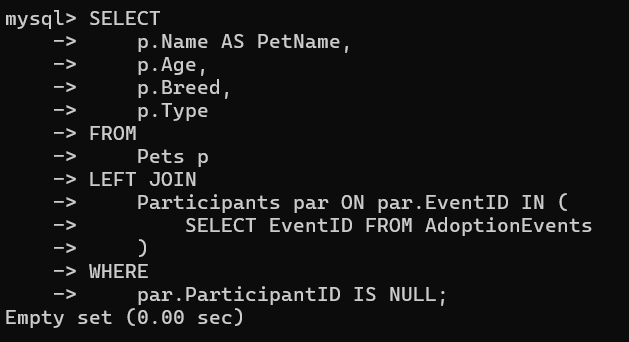 mysql> SELECT
    ->     p.Name AS PetName,
    ->     p.Age,
    ->     p.Breed,
    ->     p.Type
    -> FROM
    ->     Pets p
    -> LEFT JOIN
    ->     Participants par ON par.EventID IN (
    ->         SELECT EventID FROM AdoptionEvents
    ->     )
    -> WHERE
    ->     par.ParticipantID IS NULL;
Empty set (0.00 sec)